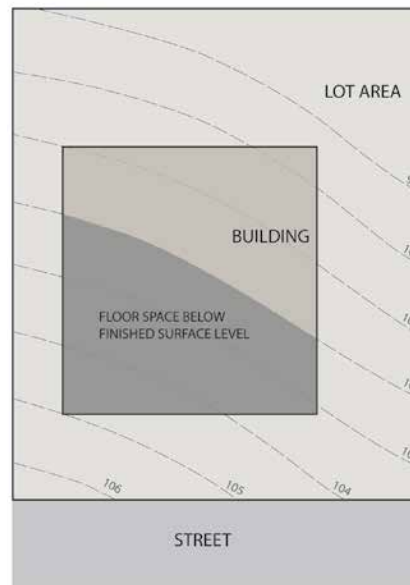 LOT AREA
BUILDING
FLOOR SPACE BELOW
FINISHED SURFACE LEVEL
106
105
104
STREET